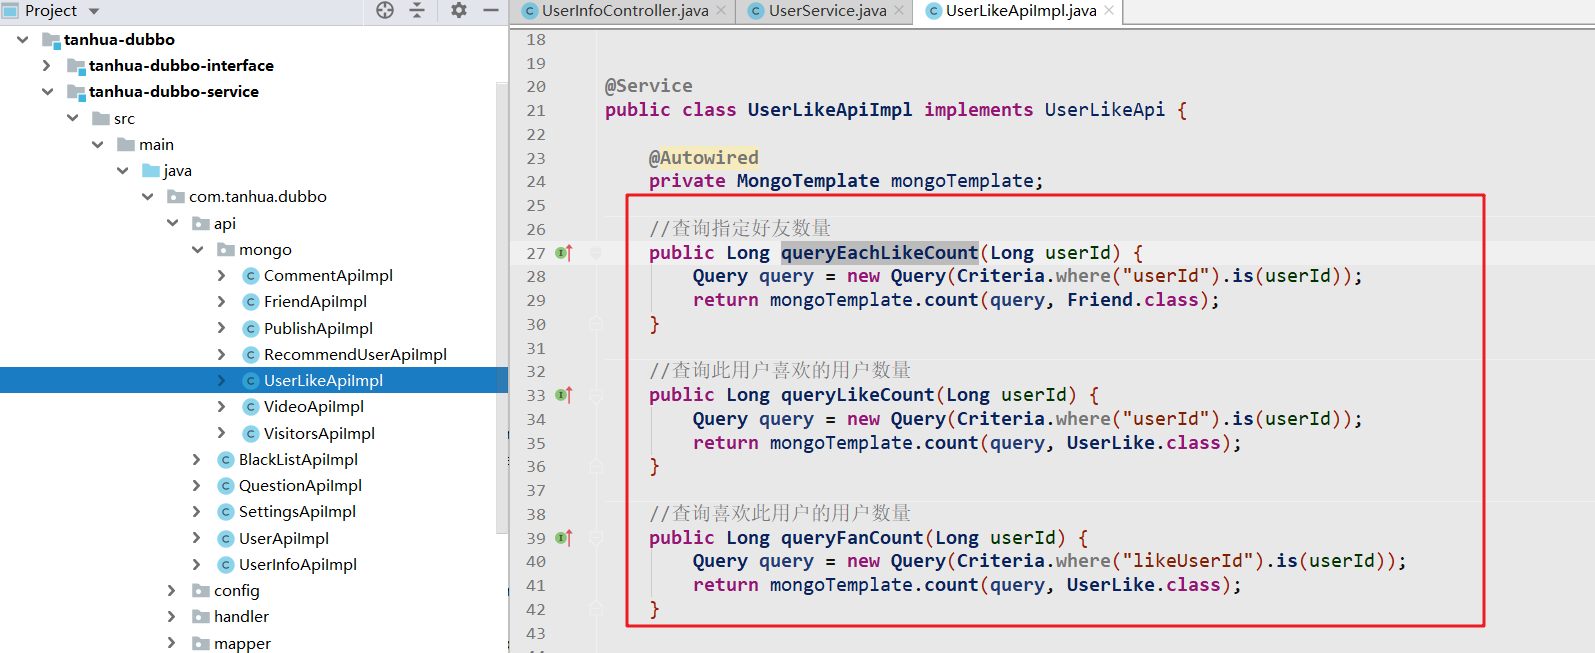 Project
tanhua-dubbo
tanhua-dubbo-interface
tanhua-dubbo-service
src
main
java
com.tanhua.dubbo
api
mongo
CommentApiImpl
FriendApiImpl
PublishApiImpl
RecommendUserApiImpl
UserLikeApiImpl
VideoApiImpl
VisitorsApiImpl
BlackListApiImpl
QuestionApiImpl
SettingsApiImpl
UserApiImpl
UserInfoApiImpl
config
handler
mapper
UserInfoController.java UserService.java UserLikeApiImpl.java
18
19
20 @Service
21 public class UserLikeApiImpl implements UserLikeApi {
22
23 @Autowired
24 private MongoTemplate mongoTemplate;
25
26 //查询指定好友数量
27 public Long queryEachLikeCount(Long userId) {
28 Query query = new Query(Criteria.where("userId").is(userId));
29 return mongoTemplate.count(query, Friend.class);
30 }
31
32 //查询此用户喜欢的用户数量
33 public Long queryLikeCount(Long userId) {
34 Query query = new Query(Criteria.where("userId").is(userId));
35 return mongoTemplate.count(query, UserLike.class);
36 }
37
38 //查询喜欢此用户的用户数量
39 public Long queryFanCount(Long userId) {
40 Query query = new Query(Criteria.where("likeUserId").is(userId));
41 return mongoTemplate.count(query, UserLike.class);
42 }
43